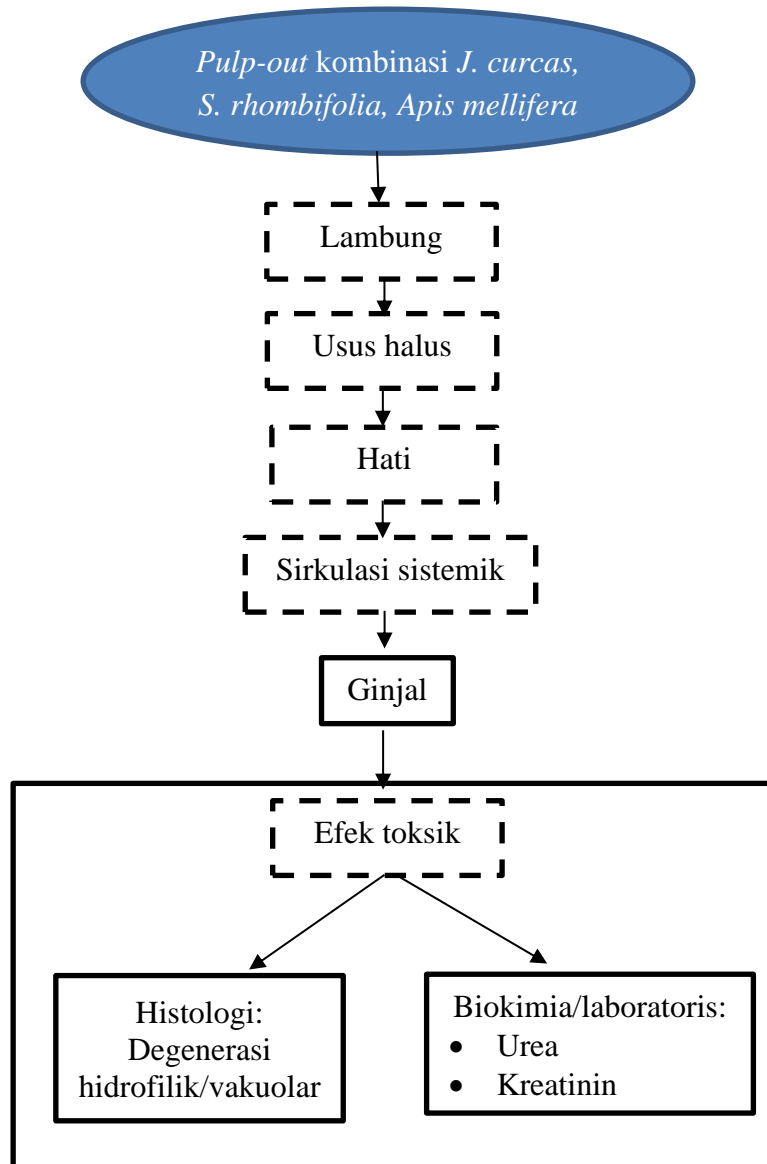 Pulp-out kombinasi J. curcas,
S. rhombifolia, Apis mellifera
Lambung
Usus halus
Hati
Sirkulasi sistemik
Ginjal
Efek toksik
Histologi:
Degenerasi
hidrofilik/vakuolar
Biokimia/laboratoris:
• Urea
• Kreatinin